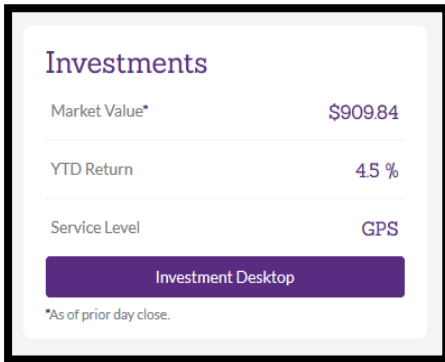 Investments
Market Value* $909.84
YTD Return 4.5 %
Service Level GPS
Investment Desktop
*As of prior day close.